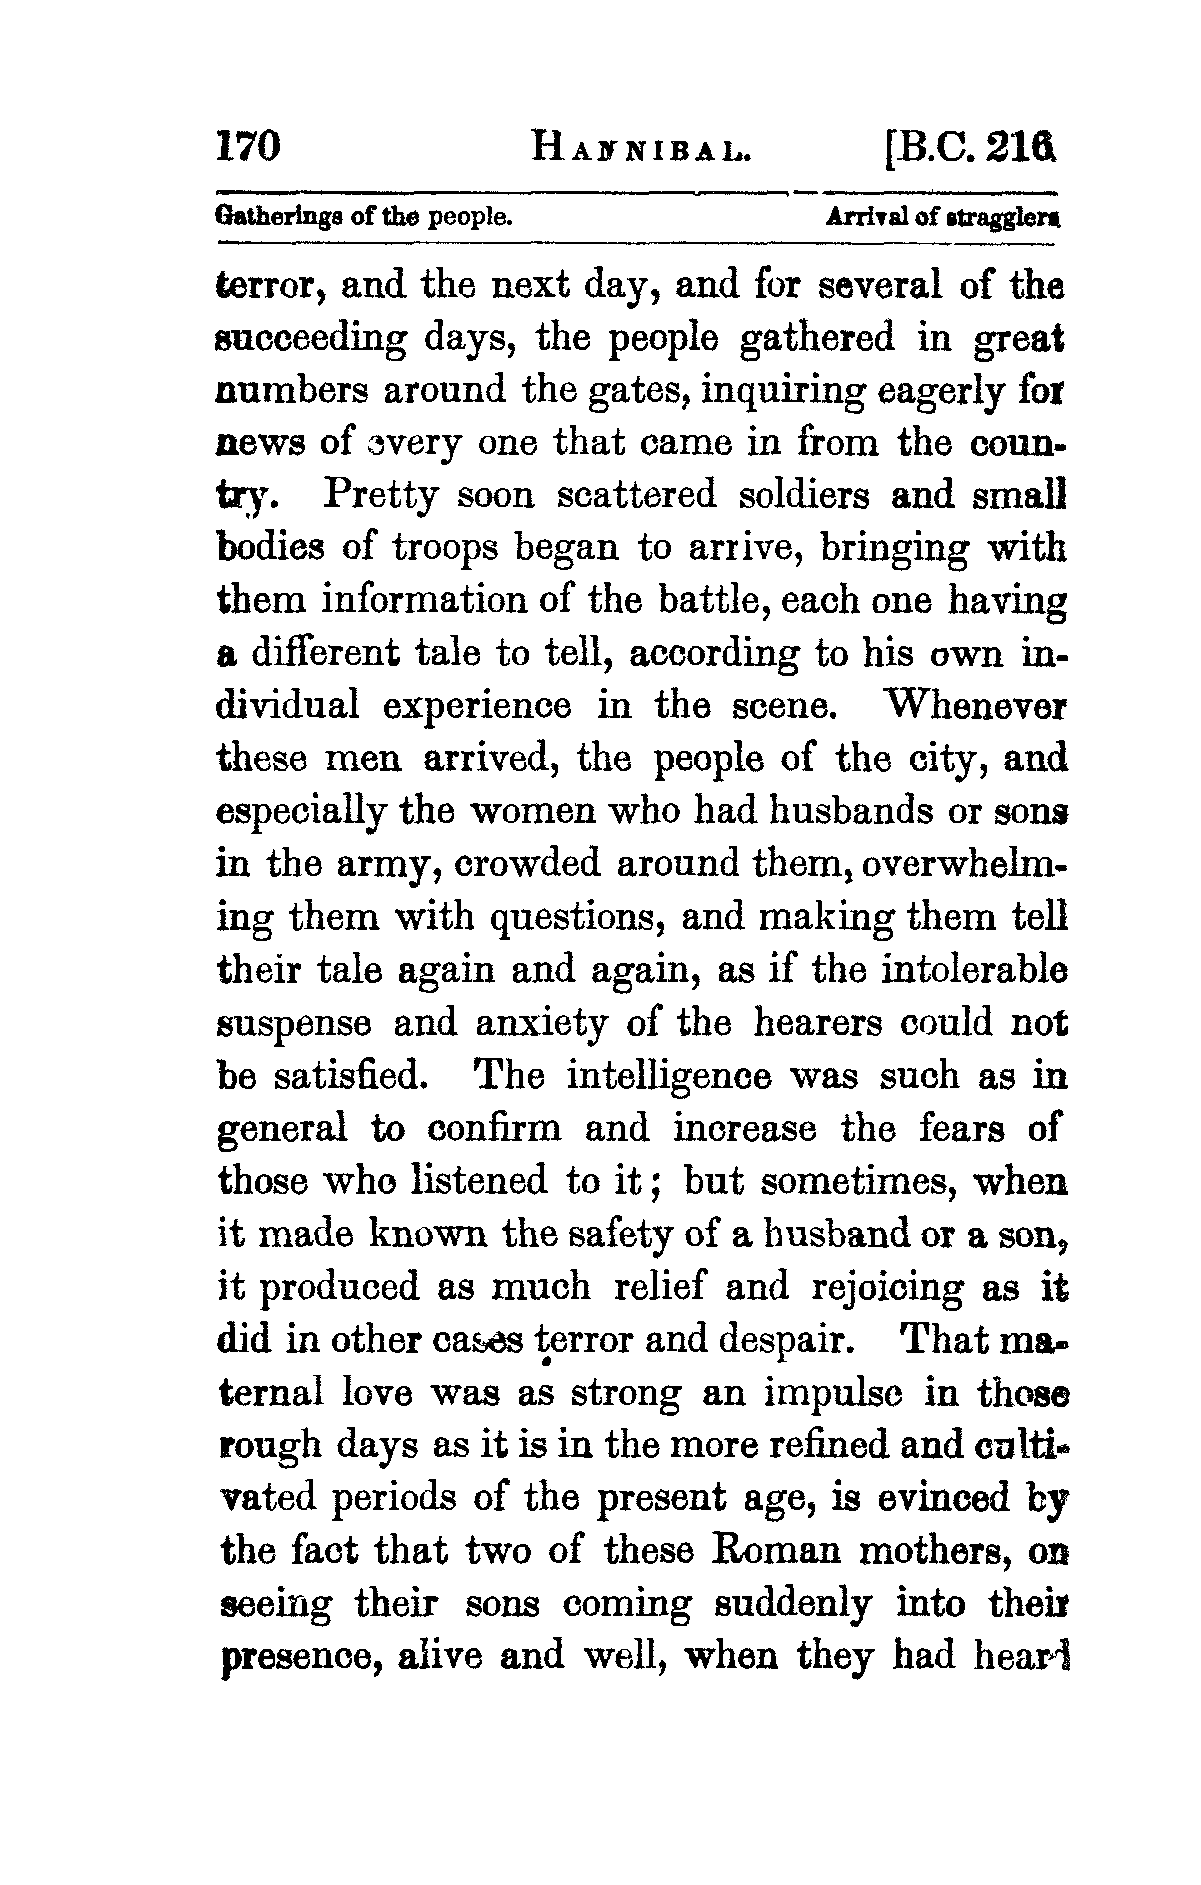 170 HANNIBAL. [B.C. 216
Gatherings of the people. Arrival of stragglers
terror, and the next day, and for several of the
succeeding days, the people gathered in great
numbers around the gates, inquiring eagerly for
news of every one that came in from the coun-
try. Pretty soon scattered soldiers and small
bodies of troops began to arrive, bringing with
them information of the battle, each one having
a different tale to tell, according to his own in-
dividual experience in the scene. Whenever
these men arrived, the people of the city, and
especially the women who had husbands or sons
in the army, crowded around them, overwhelm-
ing them with questions, and making them tell
their tale again and again, as if the intolerable
suspense and anxiety of the hearers could not
be satisfied. The intelligence was such as in
general to confirm and increase the fears of
those who listened to it; but sometimes, when
it made known the safety of a husband or a son,
it produced as much relief and rejoicing as it
did in other cases terror and despair. That ma-
ternal love was as strong an impulse in those
rough days as it is in the more refined and culti-
vated periods of the present age, is evinced by
the fact that two of these Roman mothers, on
seeing their sons coming suddenly into their
presence, alive and well, when they had heard